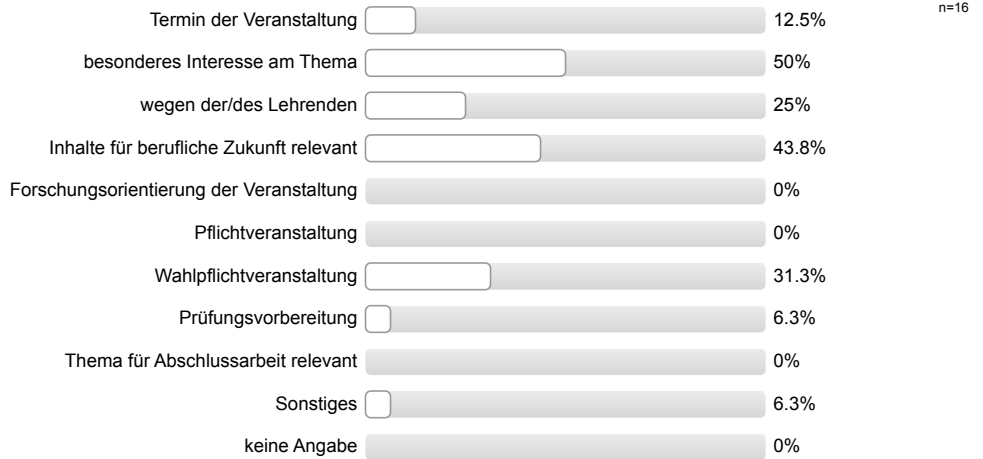 n=16
Termin der Veranstaltung 12.5%
besonderes Interesse am Thema 50%
wegen der/des Lehrenden 25%
Inhalte für berufliche Zukunft relevant 43.8%
Forschungsorientierung der Veranstaltung 0%
Pflichtveranstaltung 0%
Wahlpflichtveranstaltung 31.3%
Prüfungsvorbereitung 6.3%
Thema für Abschlussarbeit relevant 0%
Sonstiges 6.3%
keine Angabe 0%